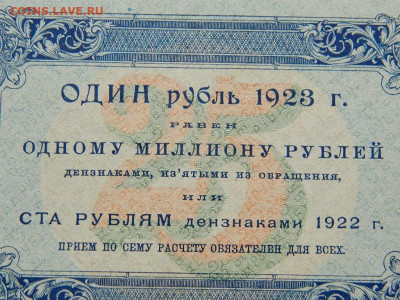 COINS.LAVE.RU
ОДИН рубль 1923 г.
РАВЕН
ОДНОМУ МИЛЛИОНУ РУБЛЕЙ
ДЕНЗНАКАМИ, ИЗ’ЯТЫМИ ИЗ ОБРАЩЕНИЯ,
ИЛИ
СТА РУБЛЯМ дензнаками 1922 г.
ПРИЕМ ПО СЕМУ РАСЧЕТУ ОБЯЗАТЕЛЕН ДЛЯ ВСЕХ.
25